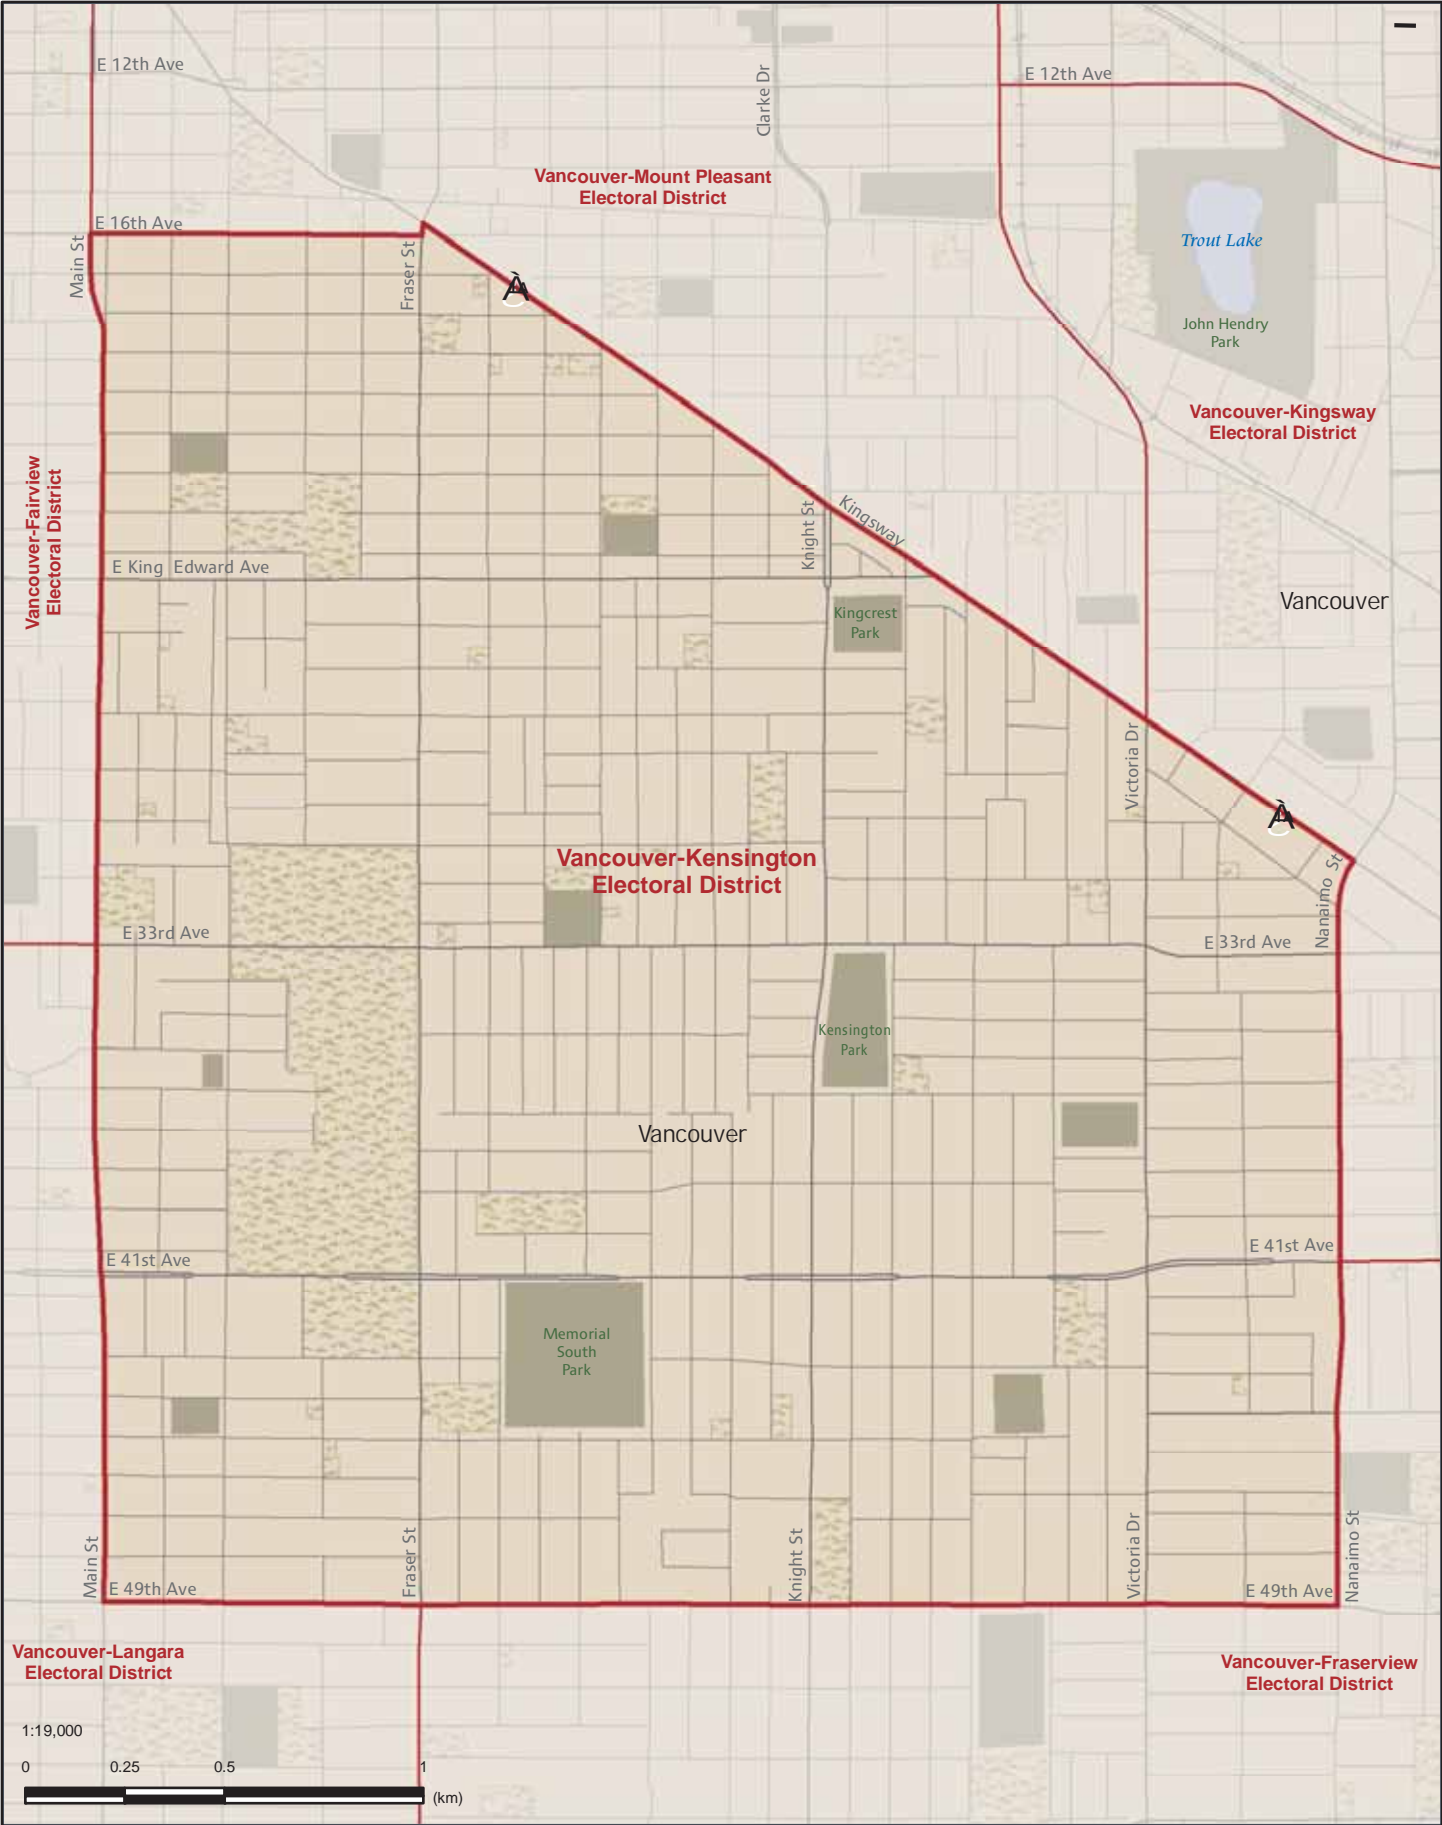 E 12th Ave
Clarke Dr
E 12th Ave
Vancouver-Mount Pleasant
Electoral District
E 16th Ave
Main St
Fraser St
Trout Lake
John Hendry
Park
Vancouver-Kingsway
Electoral District
Vancouver-Fairview
Electoral District
Knight St
Kingsway
E King Edward Ave
Vancouver
Kingcrest
Park
Victoria Dr
Vancouver-Kensington
Electoral District
Nanaimo St
E 33rd Ave
E 33rd Ave
Kensington
Park
Vancouver
E 41st Ave
E 41st Ave
Memorial
South
Park
Main St
Fraser St
Knight St
Victoria Dr
Nanaimo St
E 49th Ave
E 49th Ave
Vancouver-Langara
Electoral District
Vancouver-Fraserview
Electoral District
1:19,000
0 0.25 0.5 1
(km)